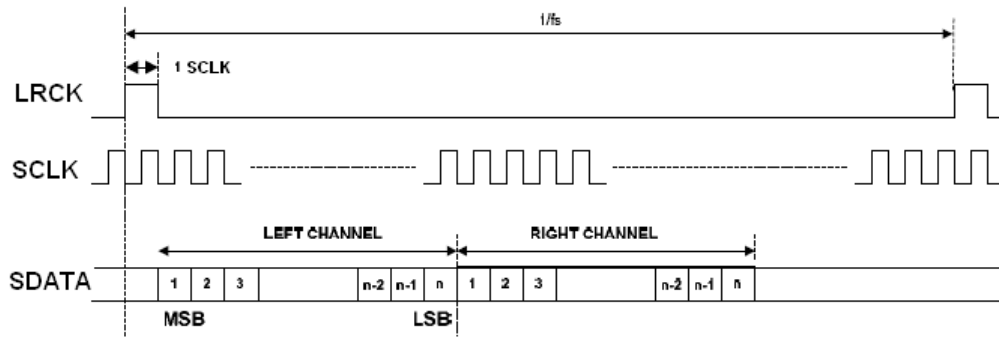 1/fs
1 SCLK
LRCK
SCLK
LEFT CHANNEL RIGHT CHANNEL
SDATA 1 2 3 n-2 n-1 n 1 2 3 n-2 n-1 n
MSB LSB